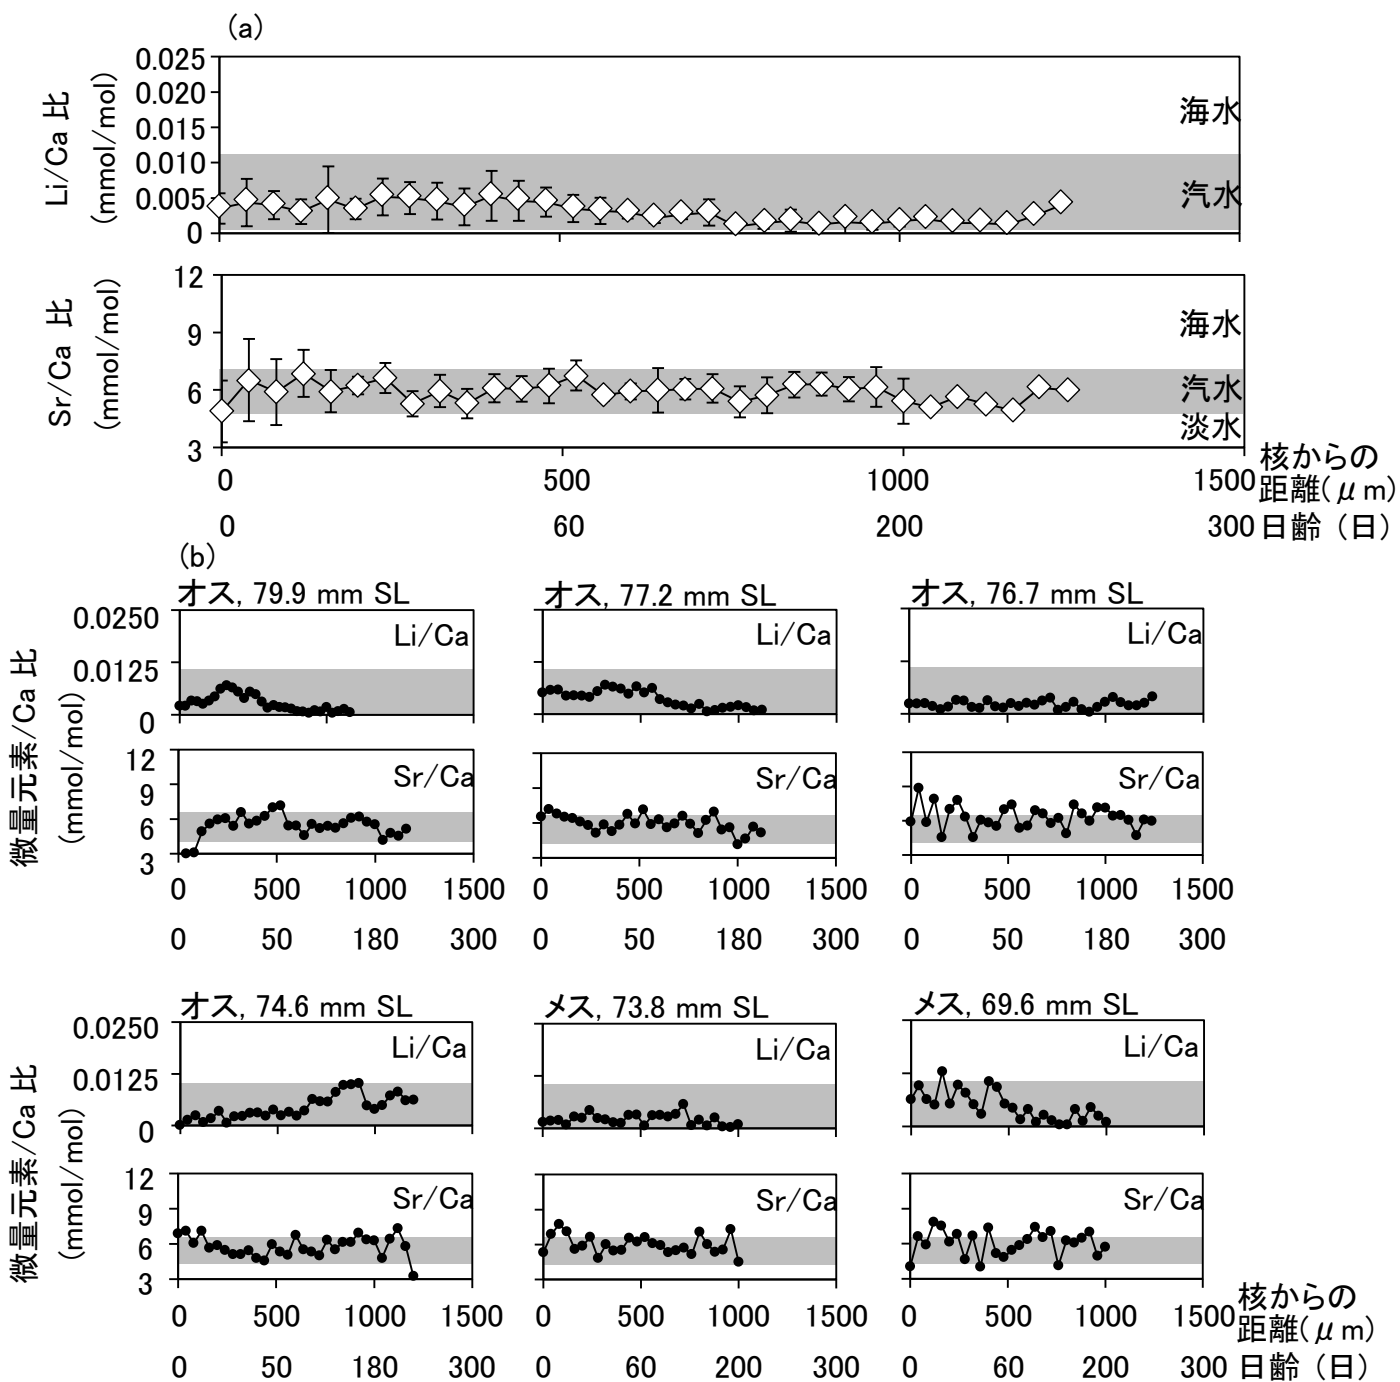 (a)
Li/Ca 比
(mmol/mol)
0.025
0.020
0.015
0.010
0.005
0
海水
汽水
Sr/Ca 比
(mmol/mol)
12
9
6
3
海水
汽水
淡水
0 500 1000 1500 核からの
距離(μm)
0 60 200 300 日齢(日)
(b)
微量元素/Ca 比
(mmol/mol)
オス, 79.9 mm SL オス, 77.2 mm SL オス, 76.7 mm SL
0.0250
0.0125
0
Li/Ca Li/Ca Li/Ca
12
9
6
3
Sr/Ca Sr/Ca Sr/Ca
0 500 1000 1500 0 500 1000 1500 0 500 1000 1500
0 50 180 300 0 50 180 300 0 50 180 300
微量元素/Ca 比
(mmol/mol)
オス, 74.6 mm SL メス, 73.8 mm SL メス, 69.6 mm SL
0.0250
0.0125
0
Li/Ca Li/Ca Li/Ca
12
9
6
3
Sr/Ca Sr/Ca Sr/Ca
0 500 1000 1500 0 500 1000 1500 0 500 1000 1500 核からの
距離(μm)
0 50 180 300 0 60 200 300 0 60 200 300 日齢(日)